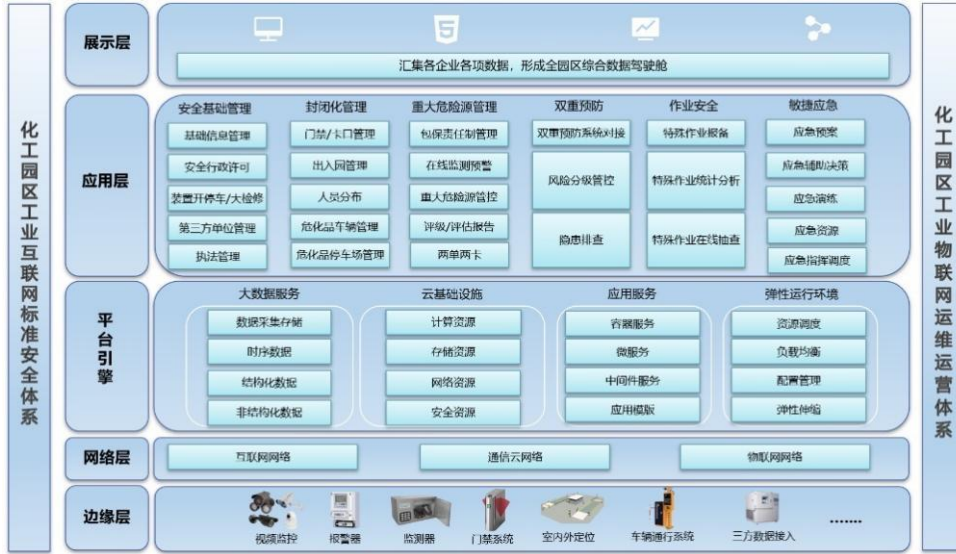 化工园区工业互联网标准安全体系
展示层
汇集各企业各项数据，形成全园区综合数据驾驶舱
应用层
安全基础管理
基础信息管理
安全行政许可
装置开停车/大检修
第三方单位管理
执法管理
封闭化管理
门禁/卡口管理
出入园管理
人员分布
危化品车辆管理
危化品停车场管理
重大危险源管理
包保责任制管理
在线监测预警
重大危险源管控
评级/评估报告
两单两卡
双重预防
双重预防系统对接
风险分级管控
隐患排查
作业安全
特殊作业报备
特殊作业统计分析
特殊作业在线抽查
敏捷应急
应急预案
应急辅助决策
应急演练
应急资源
应急指挥调度
平台引擎
大数据服务
数据采集存储
时序数据
结构化数据
非结构化数据
云基础设施
计算资源
存储资源
网络资源
安全资源
应用服务
容器服务
微服务
中间件服务
应用模版
弹性运行环境
资源调度
负载均衡
配置管理
弹性伸缩
网络层
互联网网络
通信云网络
物联网网络
边缘层
视频监控
报警器
监测器
门禁系统
室内外定位
车辆通行系统
三方数据接入
.......
化工园区工业物联网运维运营体系